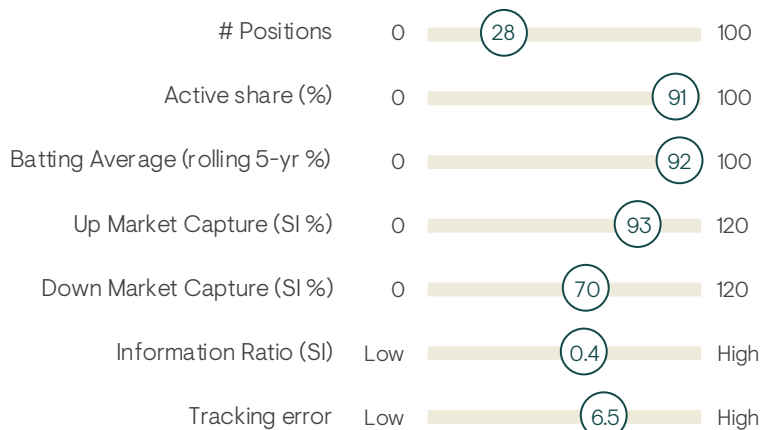 # Positions 0 28 100
Active share (%) 0 91 100
Batting Average (rolling 5-yr %) 0 92 100
Up Market Capture (SI %) 0 93 120
Down Market Capture (SI %) 0 70 120
Information Ratio (SI) Low 0.4 High
Tracking error Low 6.5 High